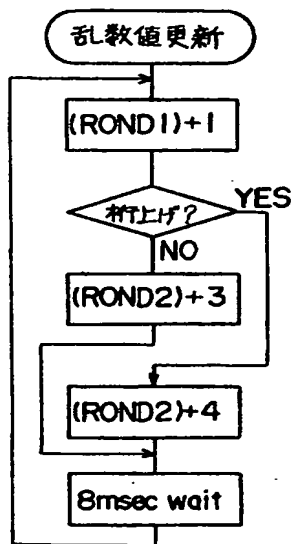 乱数値更新
(ROND1)+1
桁上げ?
YES
NO
(ROND2)+3
(ROND2)+4
8msec wait